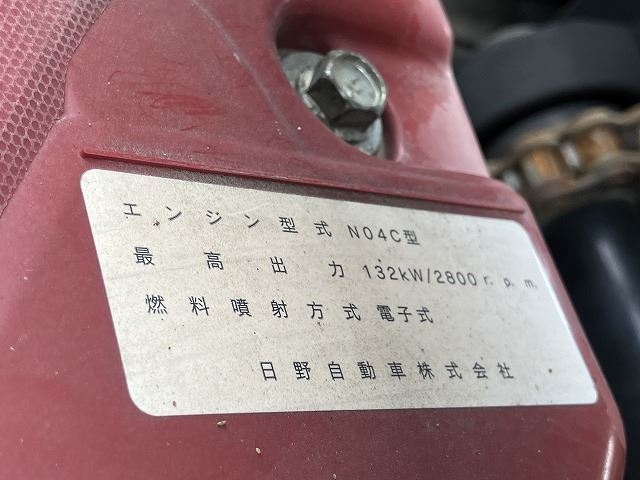 エンジン型式 N04C型
最高出力 132kW/2800r.p.m.
燃料噴射方式 電子式
日野自動車株式会社